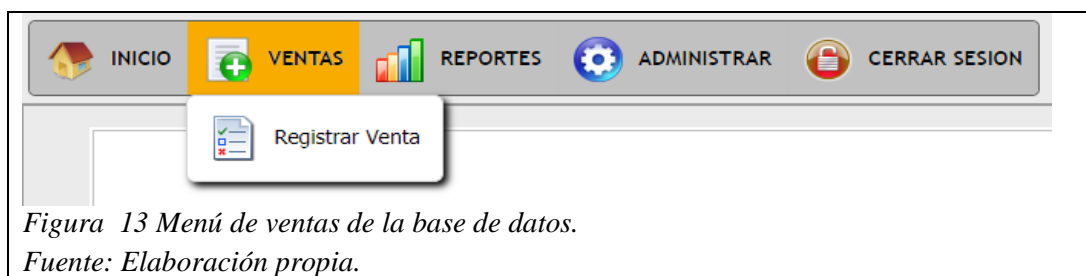 INICIO VENTAS REPORTES ADMINISTRAR CERRAR SESION
Registrar Venta
Figura 13 Menú de ventas de la base de datos.
Fuente: Elaboración propia.